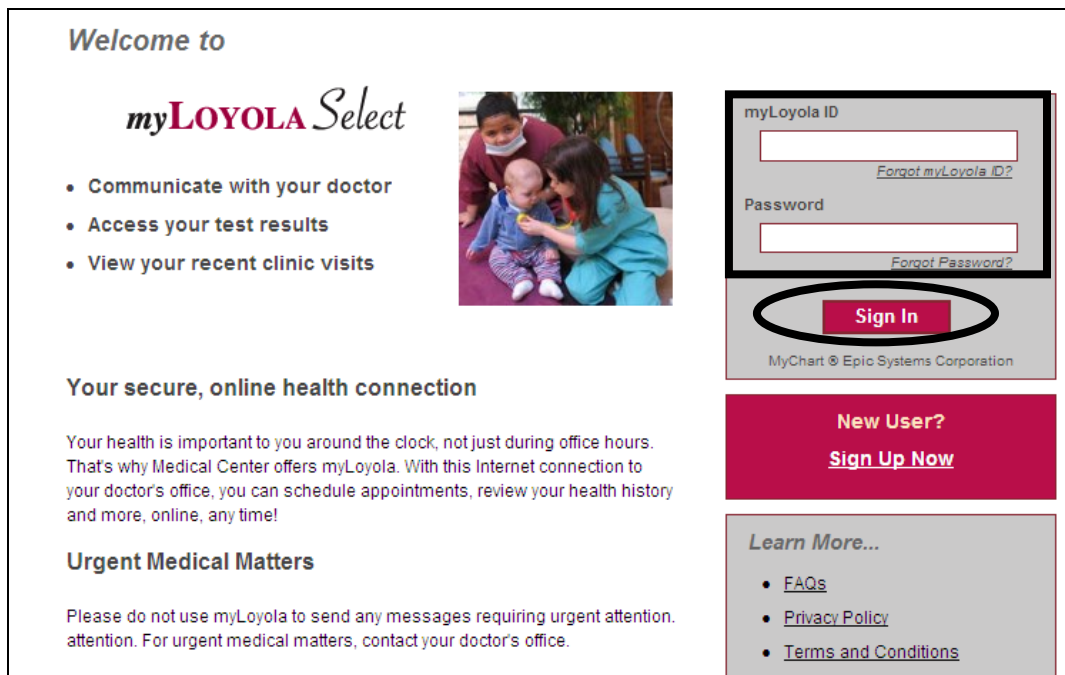 Welcome to
myLOYOLA Select
• Communicate with your doctor
• Access your test results
• View your recent clinic visits
Your secure, online health connection
Your health is important to you around the clock, not just during office hours.
That's why Medical Center offers myLoyola. With this Internet connection to
your doctor's office, you can schedule appointments, review your health history
and more, online, any time!
Urgent Medical Matters
Please do not use myLoyola to send any messages requiring urgent attention.
attention. For urgent medical matters, contact your doctor's office.
myLoyola ID
Forgot myLoyola ID?
Password
Forgot Password?
Sign In
MyChart ® Epic Systems Corporation
New User?
Sign Up Now
Learn More...
• FAQs
• Privacy Policy
• Terms and Conditions